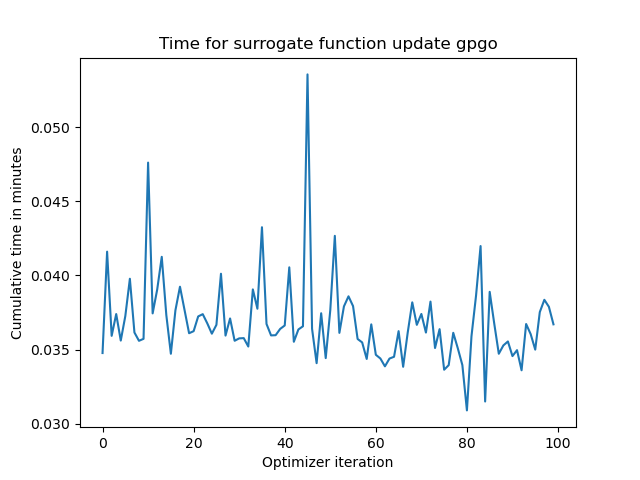 Time for surrogate function update gpgo
Cumulative time in minutes
0.050
0.045
0.040
0.035
0.030
0 20 40 60 80 100
Optimizer iteration